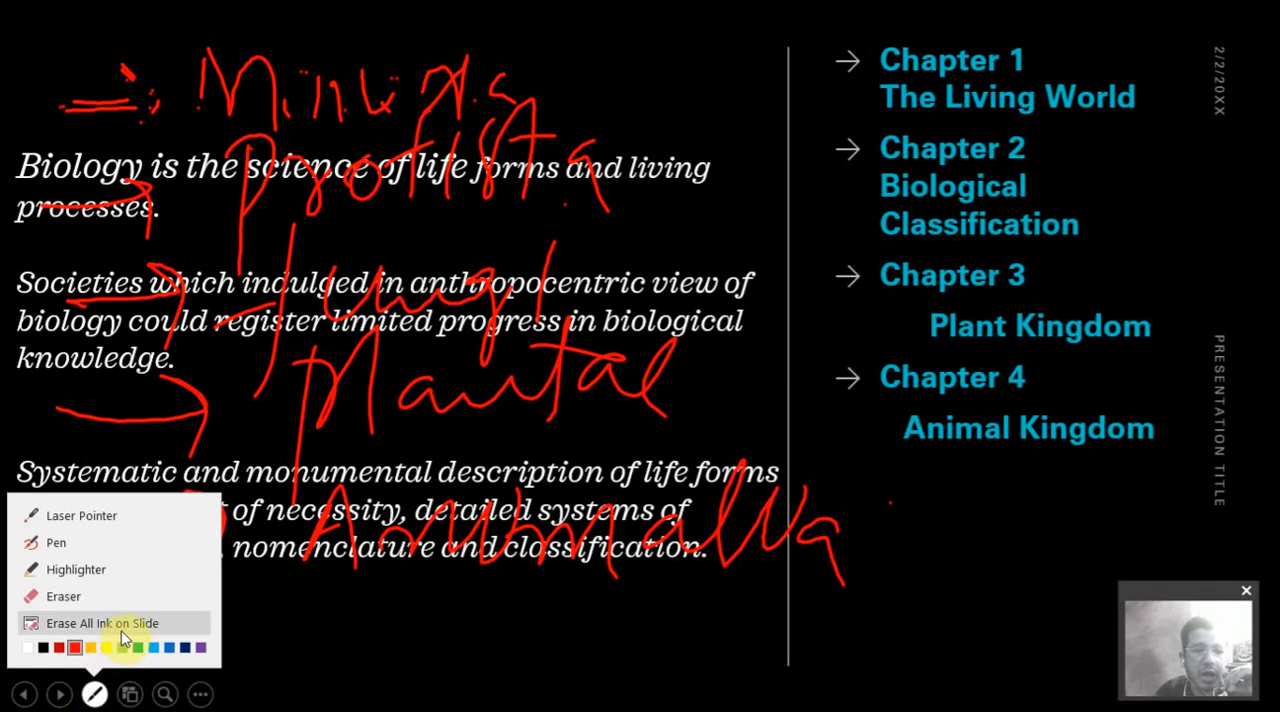 Biology is the science of life forms and living
processes.
Societies which indulged in anthropocentric view of
biology could register limited progress in biological
knowledge.
Systematic and monumental description of life forms
of necessity, detailed systems of
nomenclature and classification.
Protista
Fungi
Plantae
Animalia
Chapter 1
The Living World
Chapter 2
Biological
Classification
Chapter 3
Plant Kingdom
Chapter 4
Animal Kingdom
2/2/20XX
PRESENTATION TITLE
Laser Pointer
Pen
Highlighter
Eraser
Erase All Ink on Slide